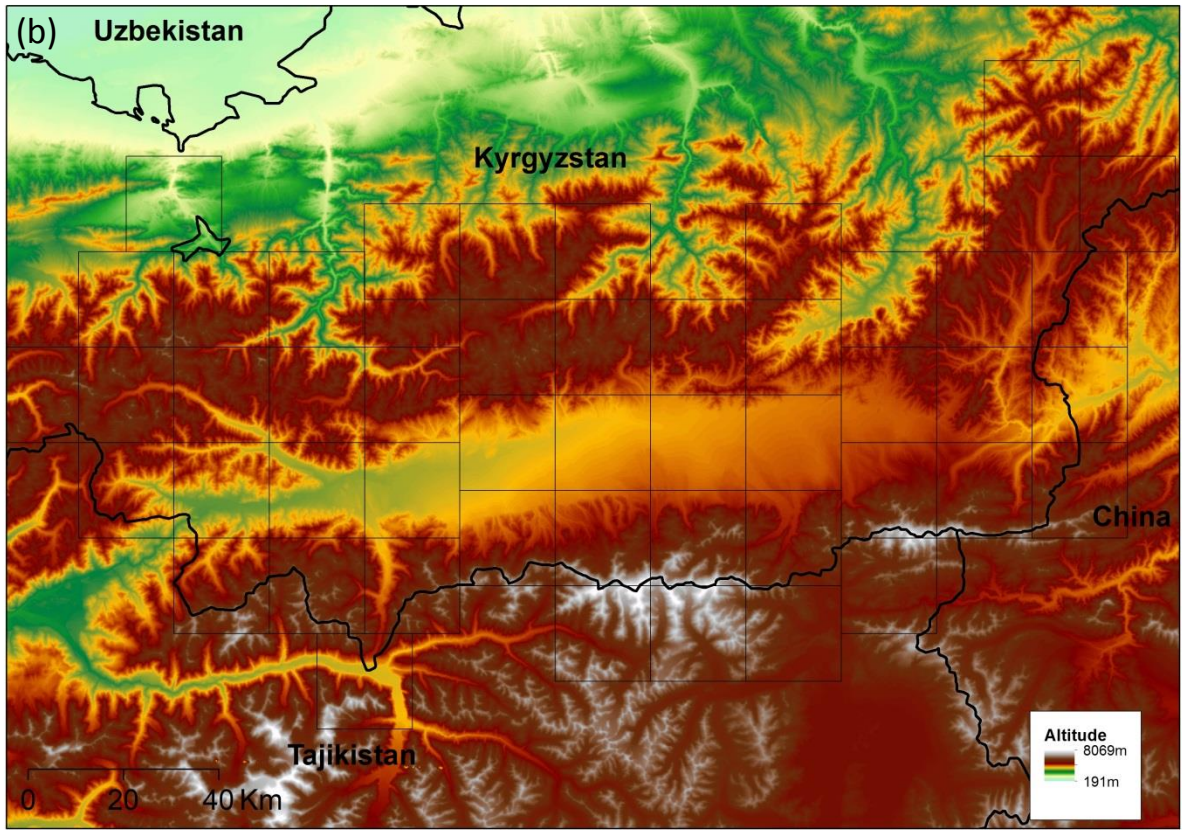 (b)
Uzbekistan
Kyrgyzstan
China
Tajikistan
Altitude
8069m
191m
0 20 40 Km